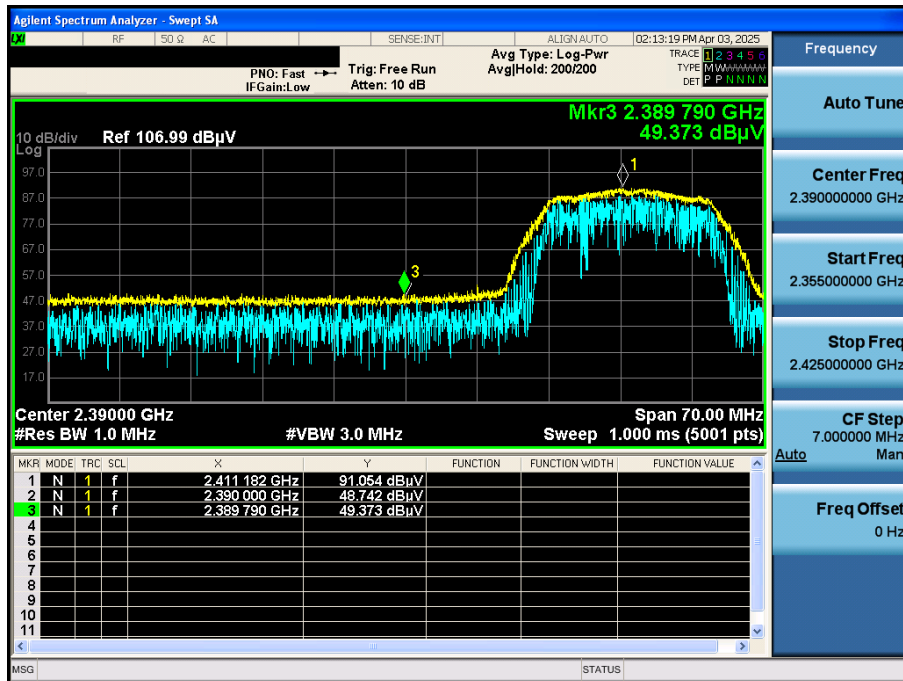 Agilent Spectrum Analyzer - Swept SA
LXI RF 50 Ω AC SENSE:INT ALIGN AUTO 02:13:19 PM Apr 03, 2025
PNO: Fast
IFGain:Low
Trig: Free Run
Atten: 10 dB
Avg Type: Log-Pwr
Avg|Hold: 200/200
TRACE 1 2 3 4 5 6
TYPE M W W W W W
DET P P N N N N
Mkr3 2.389 790 GHz
49.373 dBµV
10 dB/div Ref 106.99 dBµV
Log
97.0
87.0
77.0
67.0
57.0
47.0
37.0
27.0
17.0
1
3
Center 2.39000 GHz Span 70.00 MHz
#Res BW 1.0 MHz #VBW 3.0 MHz Sweep 1.000 ms (5001 pts)
MKR MODE TRC SCL X Y FUNCTION FUNCTION WIDTH FUNCTION VALUE
1 N 1 f 2.411 182 GHz 91.054 dBµV
2 N 1 f 2.390 000 GHz 48.742 dBµV
3 N 1 f 2.389 790 GHz 49.373 dBµV
4
5
6
7
8
9
10
11
MSG STATUS
Frequency
Auto Tune
Center Freq
2.390000000 GHz
Start Freq
2.355000000 GHz
Stop Freq
2.425000000 GHz
CF Step
7.000000 MHz
Auto Man
Freq Offset
0 Hz